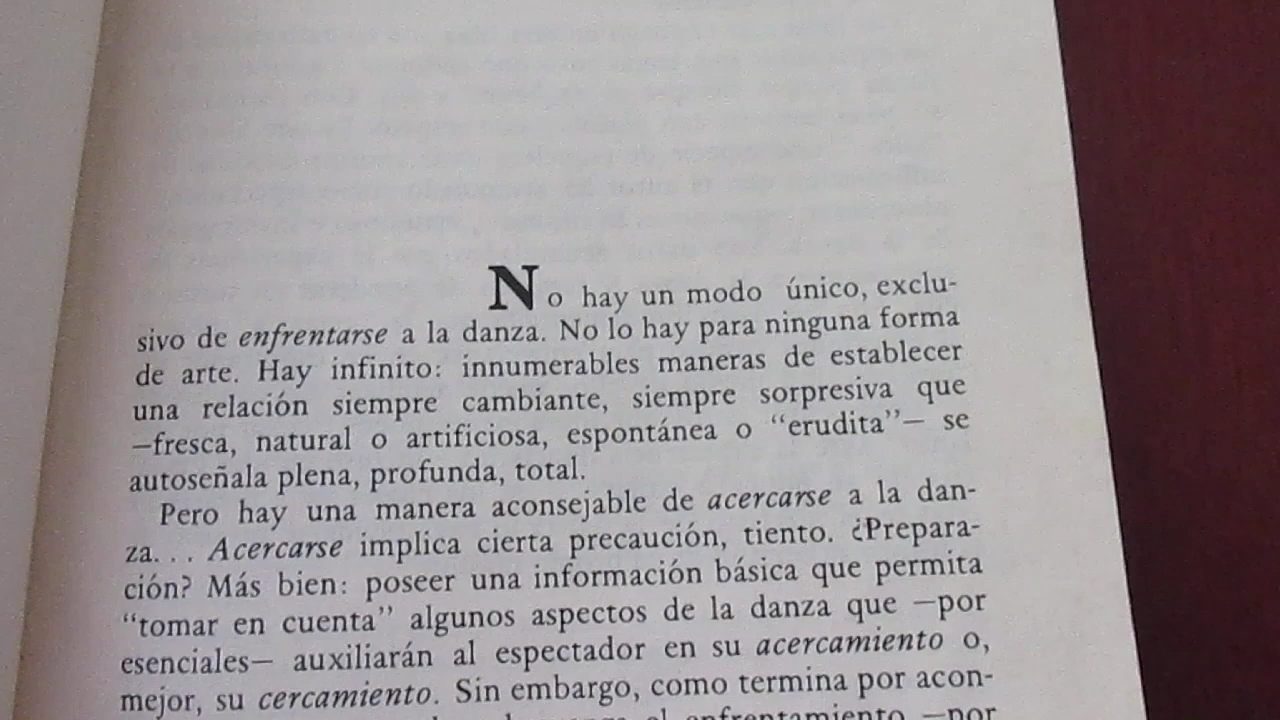 No hay un modo único, exclu-
sivo de enfrentarse a la danza. No lo hay para ninguna forma
de arte. Hay infinito: innumerables maneras de establecer
una relación siempre cambiante, siempre sorpresiva que
—fresca, natural o artificiosa, espontánea o “erudita”— se
autoseñala plena, profunda, total.
Pero hay una manera aconsejable de acercarse a la dan-
za. . . Acercarse implica cierta precaución, tiento. ¿Prepara-
ción? Más bien: poseer una información básica que permita
“tomar en cuenta” algunos aspectos de la danza que —por
esenciales— auxiliarán al espectador en su acercamiento o,
mejor, su cercamiento. Sin embargo, como termina por acon-
el enfrentamiento —por